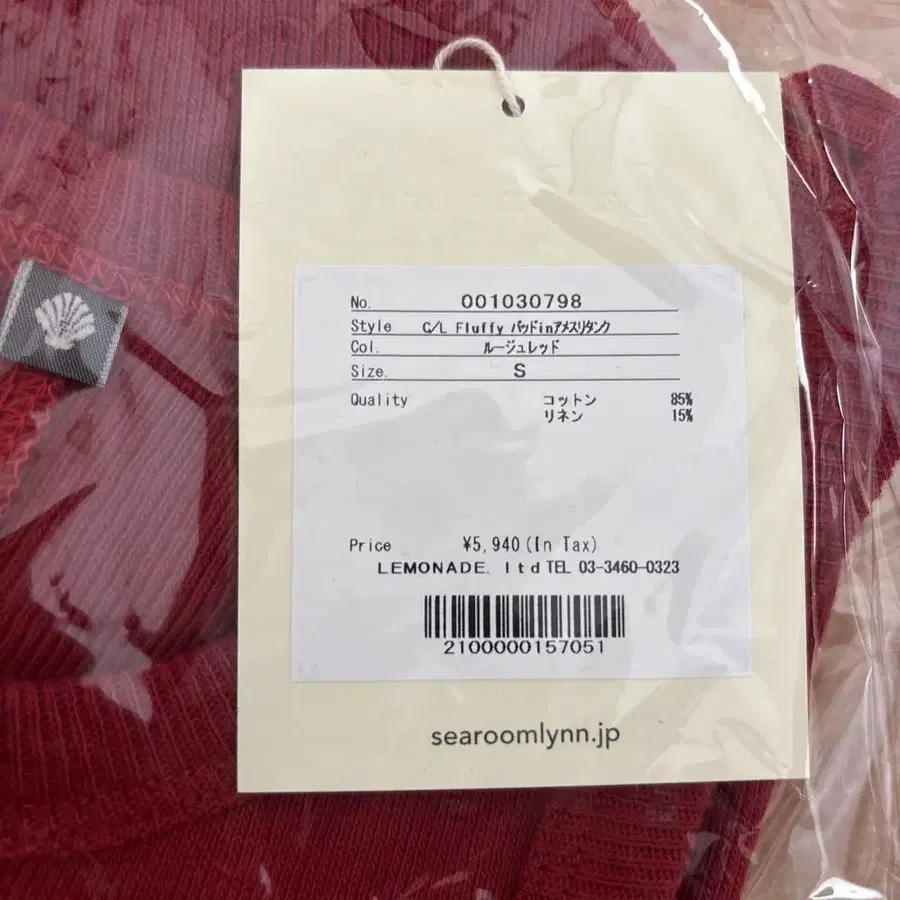 No. 001030798
Style C/L Fluffy パッドinアメスリタンク
Col. ルージュレッド
Size. S
Quality コットン 85%
リネン 15%
Price ¥5,940(In Tax)
LEMONADE. ltd TEL 03-3460-0323
2100000157051
searoomlynn.jp